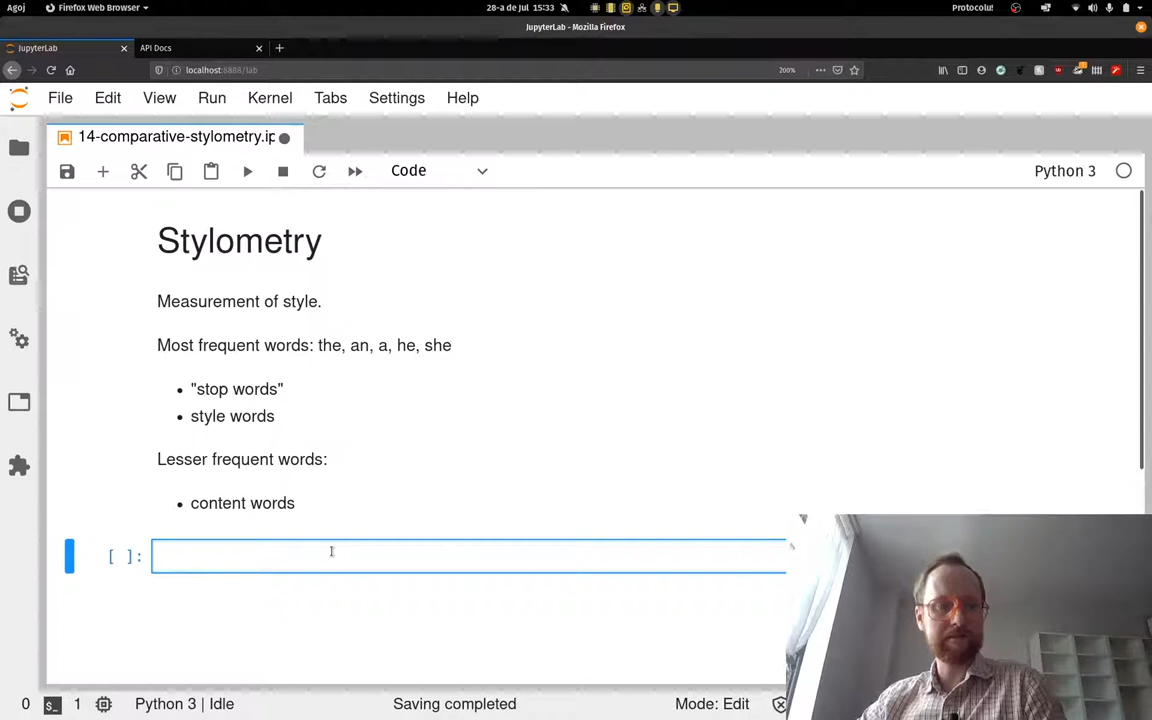 Agoj Firefox Web Browser 28-a de Jul 15:33 Protocolu!
JupyterLab - Mozilla Firefox
JupyterLab API Docs
localhost:8888/lab 200%
File Edit View Run Kernel Tabs Settings Help
14-comparative-stylometry.ip
Code Python 3
Stylometry
Measurement of style.
Most frequent words: the, an, a, he, she
"stop words"
style words
Lesser frequent words:
content words
[ ]:
0 $_ 1 Python 3 | Idle Saving completed Mode: Edit